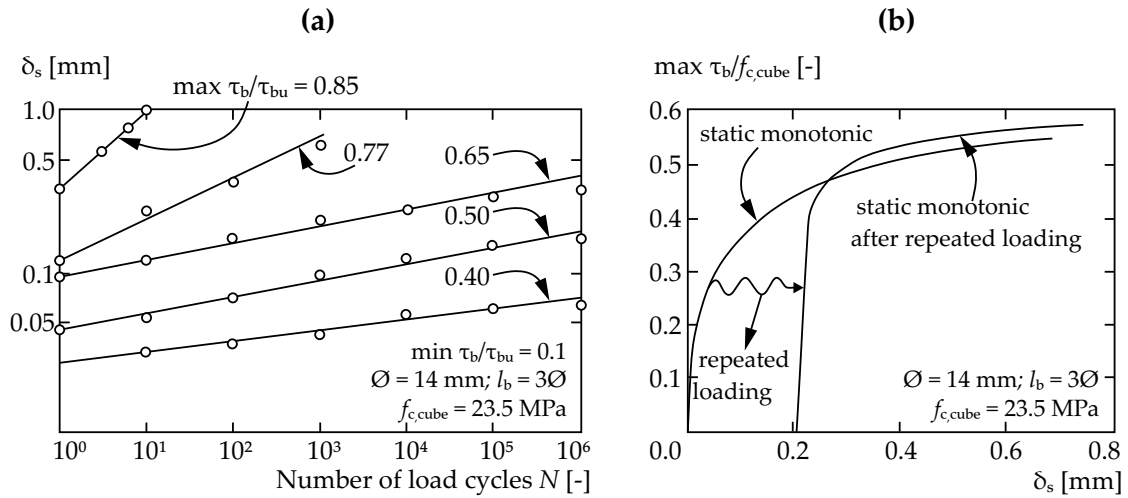 (a)
δs [mm]
max τb/τbu = 0.85
1.0
0.5
0.1
0.05
0.77
0.65
0.50
0.40
min τb/τbu = 0.1
Ø = 14 mm; lb = 3Ø
fc,cube = 23.5 MPa
10⁰ 10¹ 10² 10³ 10⁴ 10⁵ 10⁶
Number of load cycles N [-]
(b)
max τb/fc,cube [-]
0.6
0.5
0.4
0.3
0.2
0.1
0.0
static monotonic
static monotonic
after repeated loading
repeated
loading
Ø = 14 mm; lb = 3Ø
fc,cube = 23.5 MPa
0.2 0.4 0.6 0.8
δs [mm]